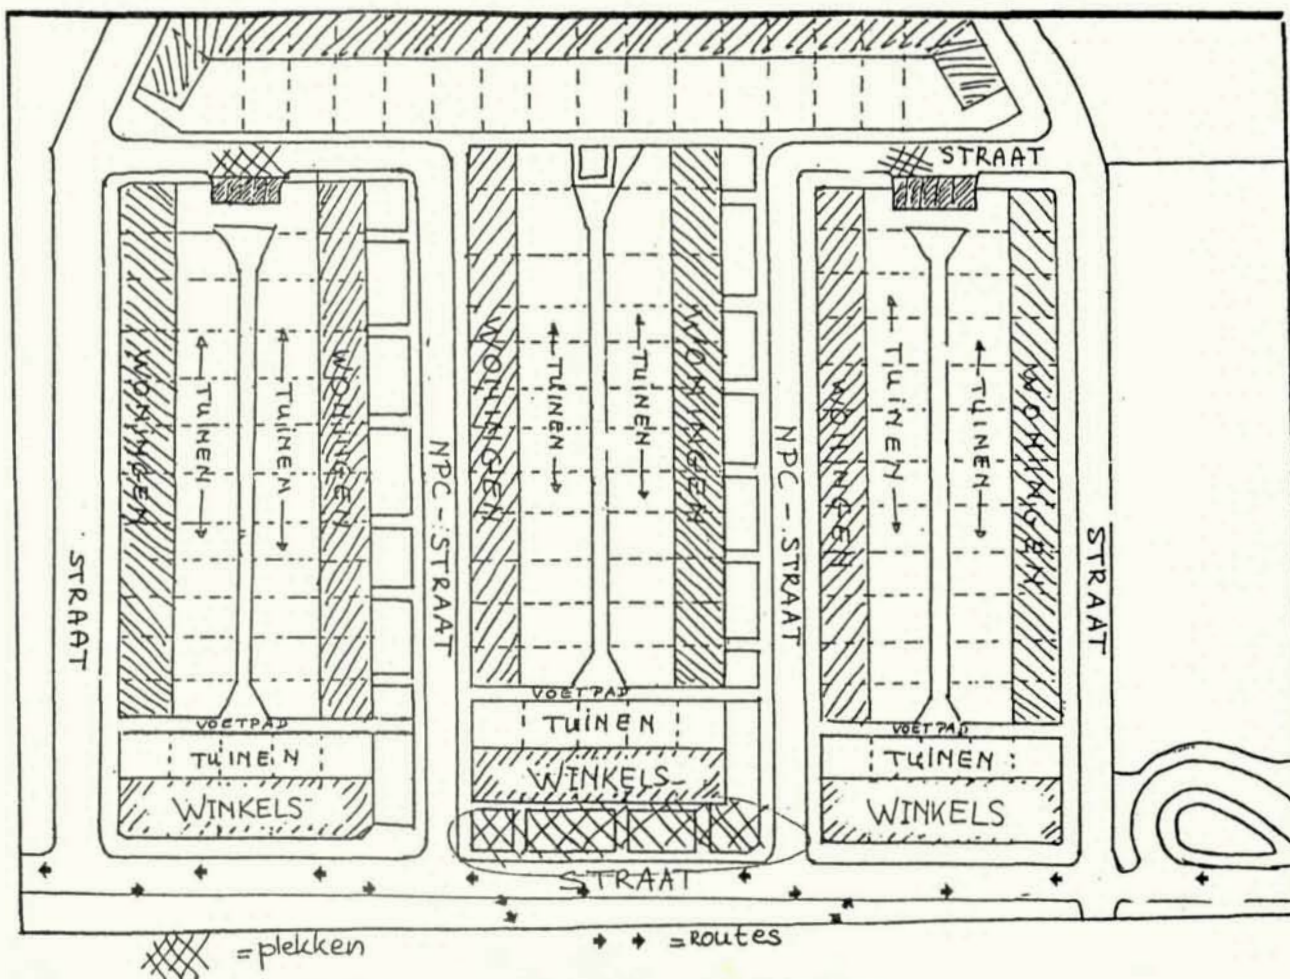 STRAAT
WONINGEN
TUINEN
TUINEN
WONINGEN
NPC-STRAAT
WONINGEN
TUINEN
TUINEN
WONINGEN
NPC-STRAAT
WONINGEN
TUINEN
TUINEN
WONINGEN
STRAAT
STRAAT
VOETPAD
TUINEN
WINKELS
VOETPAD
TUINEN
WINKELS
VOETPAD
TUINEN
WINKELS
STRAAT
=plekken
=ROUTES